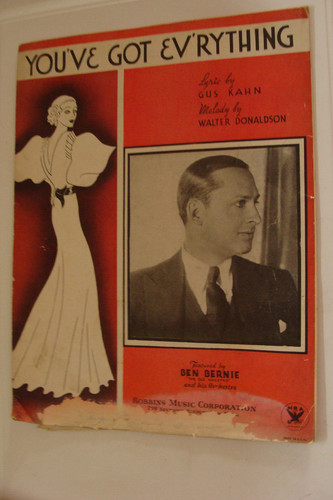 YOU'VE GOT EV'RYTHING
Lyric by
GUS KAHN
Melody by
WALTER DONALDSON
Featured by
BEN BERNIE
and his Orchestra
ROBBINS MUSIC CORPORATION
NRA